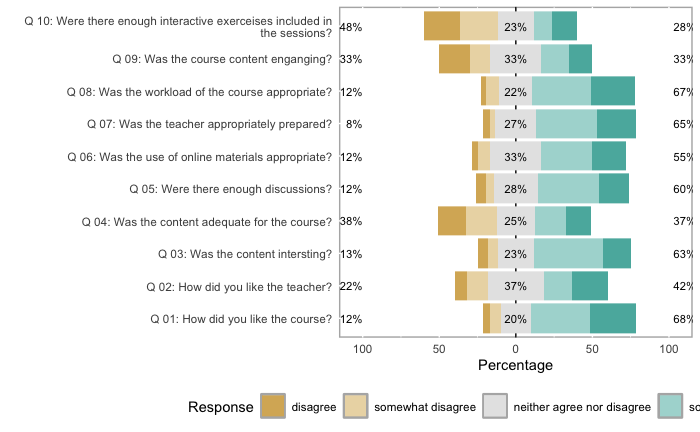 Q 10: Were there enough interactive exerceises included in
the sessions?
48% 23% 28%
Q 09: Was the course content enganging? 33% 33% 33%
Q 08: Was the workload of the course appropriate? 12% 22% 67%
Q 07: Was the teacher appropriately prepared? 8% 27% 65%
Q 06: Was the use of online materials appropriate? 12% 33% 55%
Q 05: Were there enough discussions? 12% 28% 60%
Q 04: Was the content adequate for the course? 38% 25% 37%
Q 03: Was the content intersting? 13% 23% 63%
Q 02: How did you like the teacher? 22% 37% 42%
Q 01: How did you like the course? 12% 20% 68%
100 50 0 50 100
Percentage
Response disagree somewhat disagree neither agree nor disagree so